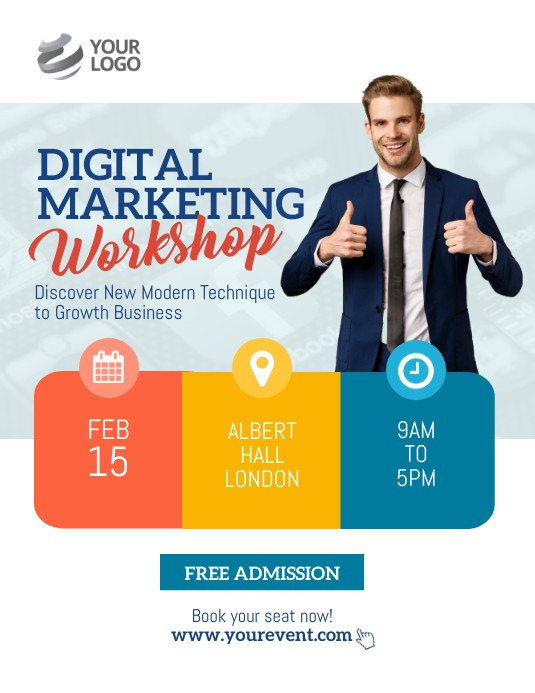 YOUR
LOGO
DIGITAL
MARKETING
Workshop
Discover New Modern Technique
to Growth Business
FEB
15
ALBERT
HALL
LONDON
9AM
TO
5PM
FREE ADMISSION
Book your seat now!
www.yourevent.com